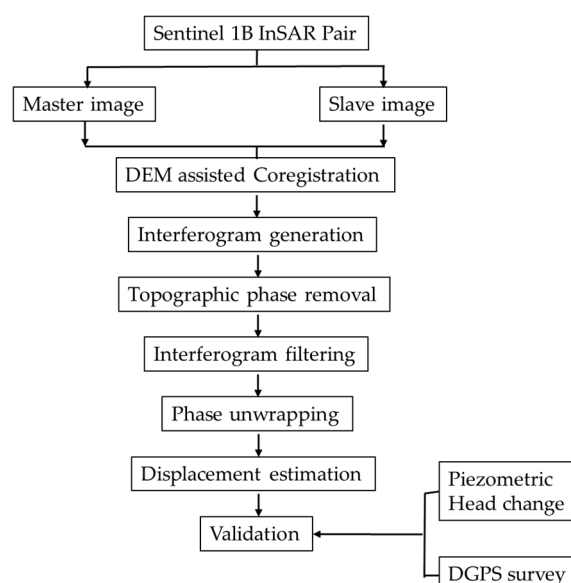 Sentinel 1B InSAR Pair
Master image
Slave image
DEM assisted Coregistration
Interferogram generation
Topographic phase removal
Interferogram filtering
Phase unwrapping
Displacement estimation
Validation
Piezometric
Head change
DGPS survey